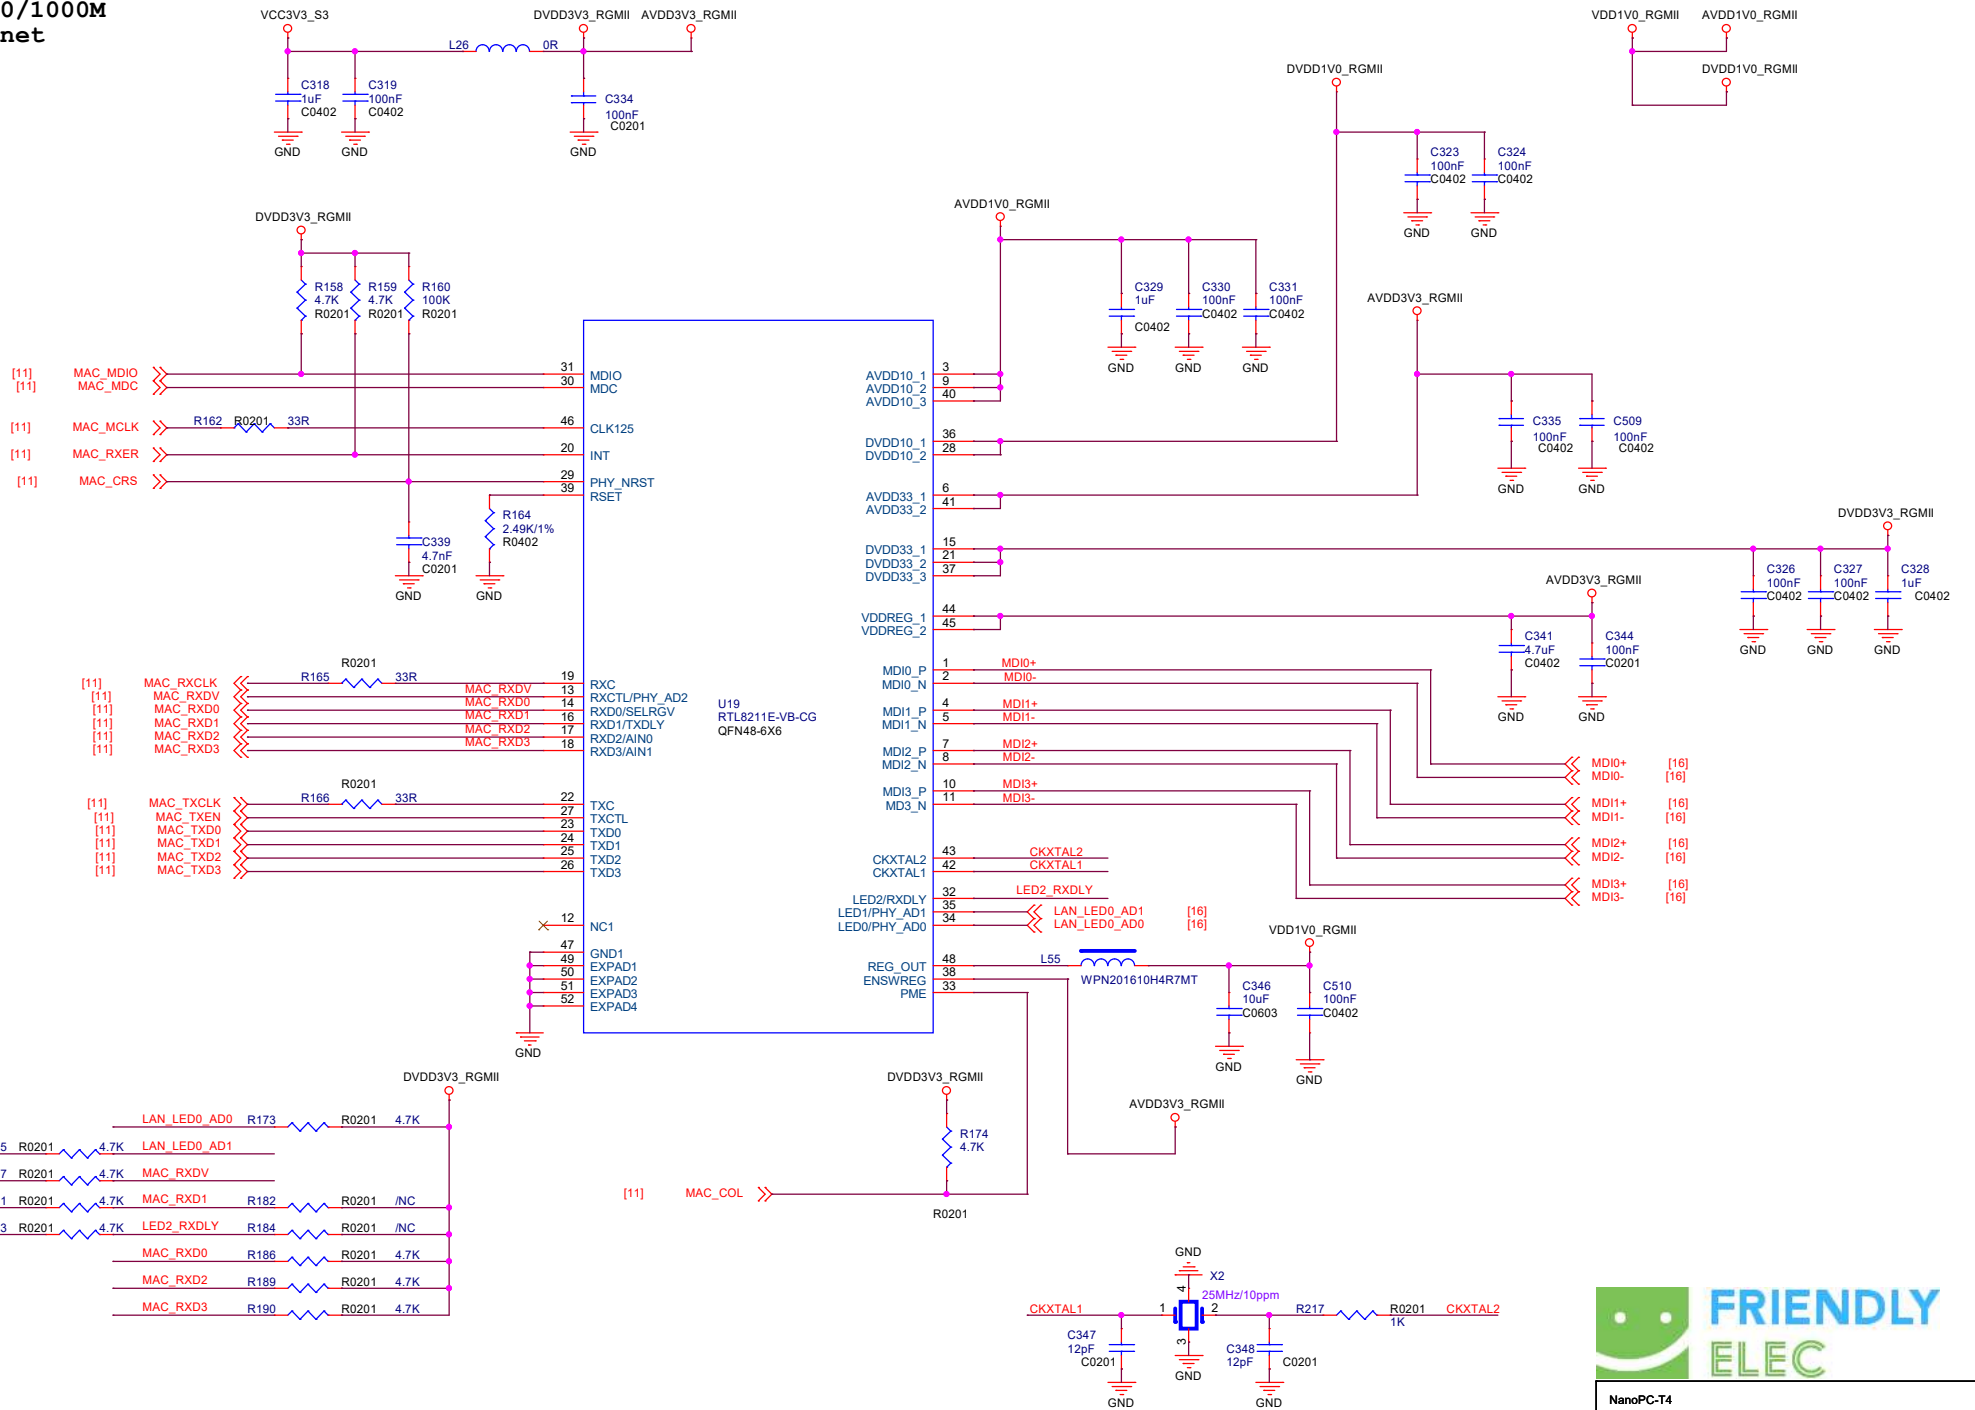 0/1000M
net
VCC3V3_S3
DVDD3V3_RGMII
AVDD3V3_RGMII
L26
0R
C318
1uF
C0402
C319
100nF
C0402
C334
100nF
C0201
GND
GND
GND
VDD1V0_RGMII
AVDD1V0_RGMII
DVDD1V0_RGMII
DVDD1V0_RGMII
C323
100nF
C0402
C324
100nF
C0402
GND
GND
AVDD1V0_RGMII
C329
1uF
C0402
C330
100nF
C0402
C331
100nF
C0402
GND
GND
GND
AVDD3V3_RGMII
C335
100nF
C0402
C509
100nF
C0402
GND
GND
DVDD3V3_RGMII
C326
100nF
C0402
C327
100nF
C0402
C328
1uF
C0402
GND
GND
GND
AVDD3V3_RGMII
C341
4.7uF
C0402
C344
100nF
C0201
GND
GND
DVDD3V3_RGMII
R158
4.7K
R0201
R159
4.7K
R0201
R160
100K
R0201
[11] MAC_MDIO
[11] MAC_MDC
[11] MAC_MCLK R162 R0201 33R
[11] MAC_RXER
[11] MAC_CRS
R164
2.49K/1%
R0402
C339
4.7nF
C0201
GND
GND
31 MDIO
30 MDC
46 CLK125
20 INT
29 PHY_NRST
39 RSET
R0201
[11] MAC_RXCLK R165 33R 19 RXC
[11] MAC_RXDV MAC_RXDV 13 RXCTL/PHY_AD2
[11] MAC_RXD0 MAC_RXD0 14 RXD0/SELRGV
[11] MAC_RXD1 MAC_RXD1 16 RXD1/TXDLY
[11] MAC_RXD2 MAC_RXD2 17 RXD2/AIN0
[11] MAC_RXD3 MAC_RXD3 18 RXD3/AIN1
R0201
[11] MAC_TXCLK R166 33R 22 TXC
[11] MAC_TXEN 27 TXCTL
[11] MAC_TXD0 23 TXD0
[11] MAC_TXD1 24 TXD1
[11] MAC_TXD2 25 TXD2
[11] MAC_TXD3 26 TXD3
12 NC1
47 GND1
49 EXPAD1
50 EXPAD2
51 EXPAD3
52 EXPAD4
GND
U19
RTL8211E-VB-CG
QFN48-6X6
AVDD10_1 3
AVDD10_2 9
AVDD10_3 40
DVDD10_1 36
DVDD10_2 28
AVDD33_1 6
AVDD33_2 41
DVDD33_1 15
DVDD33_2 21
DVDD33_3 37
VDDREG_1 44
VDDREG_2 45
MDI0_P 1 MDI0+
MDI0_N 2 MDI0-
MDI1_P 4 MDI1+
MDI1_N 5 MDI1-
MDI2_P 7 MDI2+
MDI2_N 8 MDI2-
MDI3_P 10 MDI3+
MD3_N 11 MDI3-
MDI0+ [16]
MDI0- [16]
MDI1+ [16]
MDI1- [16]
MDI2+ [16]
MDI2- [16]
MDI3+ [16]
MDI3- [16]
CKXTAL2 43 CKXTAL2
CKXTAL1 42 CKXTAL1
LED2/RXDLY 32 LED2_RXDLY
LED1/PHY_AD1 35 LAN_LED0_AD1 [16]
LED0/PHY_AD0 34 LAN_LED0_AD0 [16]
REG_OUT 48
ENSWREG 38
PME 33
L55
WPN201610H4R7MT
VDD1V0_RGMII
C346
10uF
C0603
C510
100nF
C0402
GND
GND
AVDD3V3_RGMII
DVDD3V3_RGMII
R174
4.7K
[11] MAC_COL
R0201
DVDD3V3_RGMII
LAN_LED0_AD0 R173 R0201 4.7K
5 R0201 4.7K LAN_LED0_AD1
7 R0201 4.7K MAC_RXDV
1 R0201 4.7K MAC_RXD1 R182 R0201 /NC
3 R0201 4.7K LED2_RXDLY R184 R0201 /NC
MAC_RXD0 R186 R0201 4.7K
MAC_RXD2 R189 R0201 4.7K
MAC_RXD3 R190 R0201 4.7K
GND
X2
25MHz/10ppm
4
CKXTAL1 1 2 R217 R0201 CKXTAL2
1K
3
C347
12pF
C0201
C348
12pF
C0201
GND
GND
GND
FRIENDLY
ELEC
NanoPC-T4